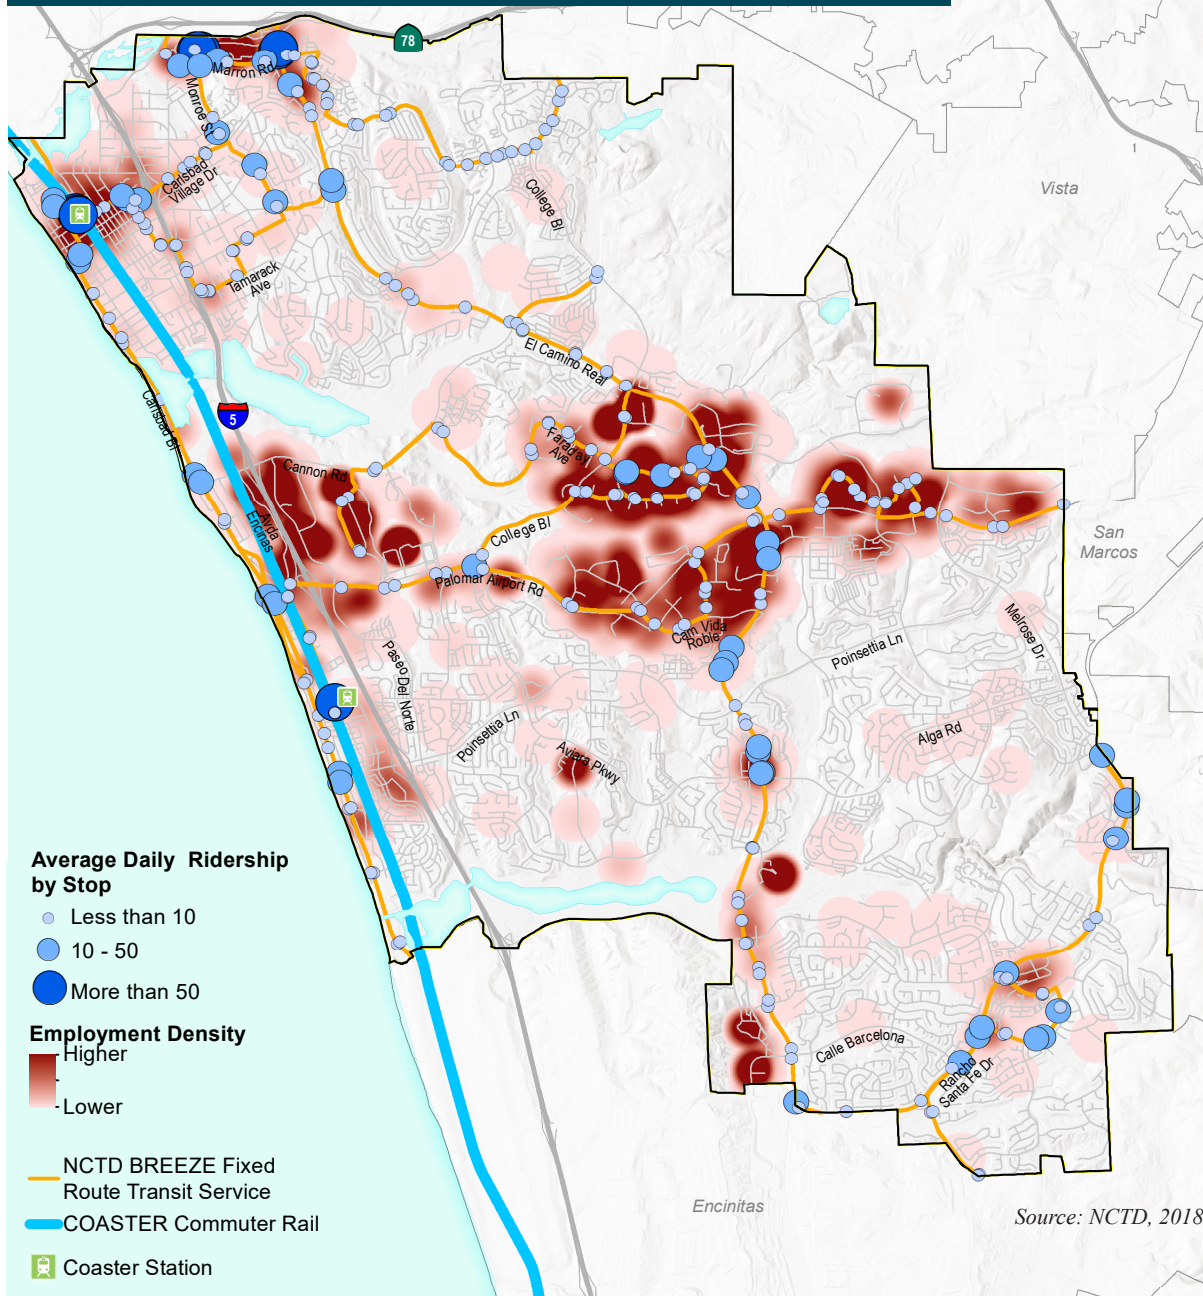 78
Marron Rd
Monroe St
Carlsbad
Village Dr
College Bl
Vista
Tamarack
Ave
El Camino Real
Carlsbad Bl
5
Cannon Rd
Faraday
Ave
Avda
Encinas
College Bl
San
Marcos
Palomar Airport Rd
Cam Vida
Roble
Melrose Dr
Poinsettia Ln
Paseo Del Norte
Poinsettia Ln
Alga Rd
Aviara Pkwy
Average Daily Ridership
by Stop
Less than 10
10 - 50
More than 50
Employment Density
Higher
Lower
Calle Barcelona
Rancho
Santa Fe Dr
NCTD BREEZE Fixed
Route Transit Service
COASTER Commuter Rail
Coaster Station
Encinitas
Source: NCTD, 2018